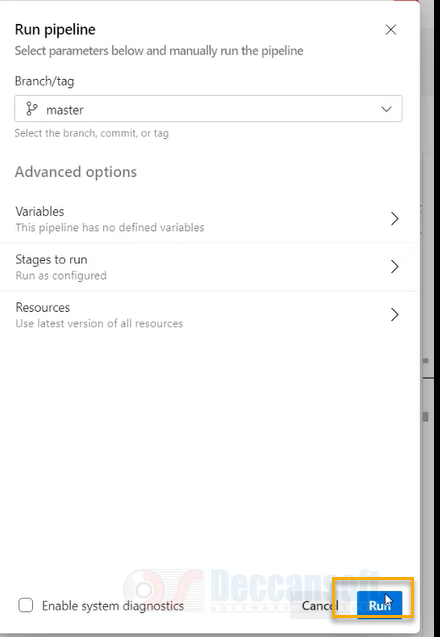 Run pipeline
Select parameters below and manually run the pipeline
Branch/tag
master
Select the branch, commit, or tag
Advanced options
Variables
This pipeline has no defined variables
Stages to run
Run as configured
Resources
Use latest version of all resources
Deccansoft
SOFTWARE
Enable system diagnostics
Cancel
Run